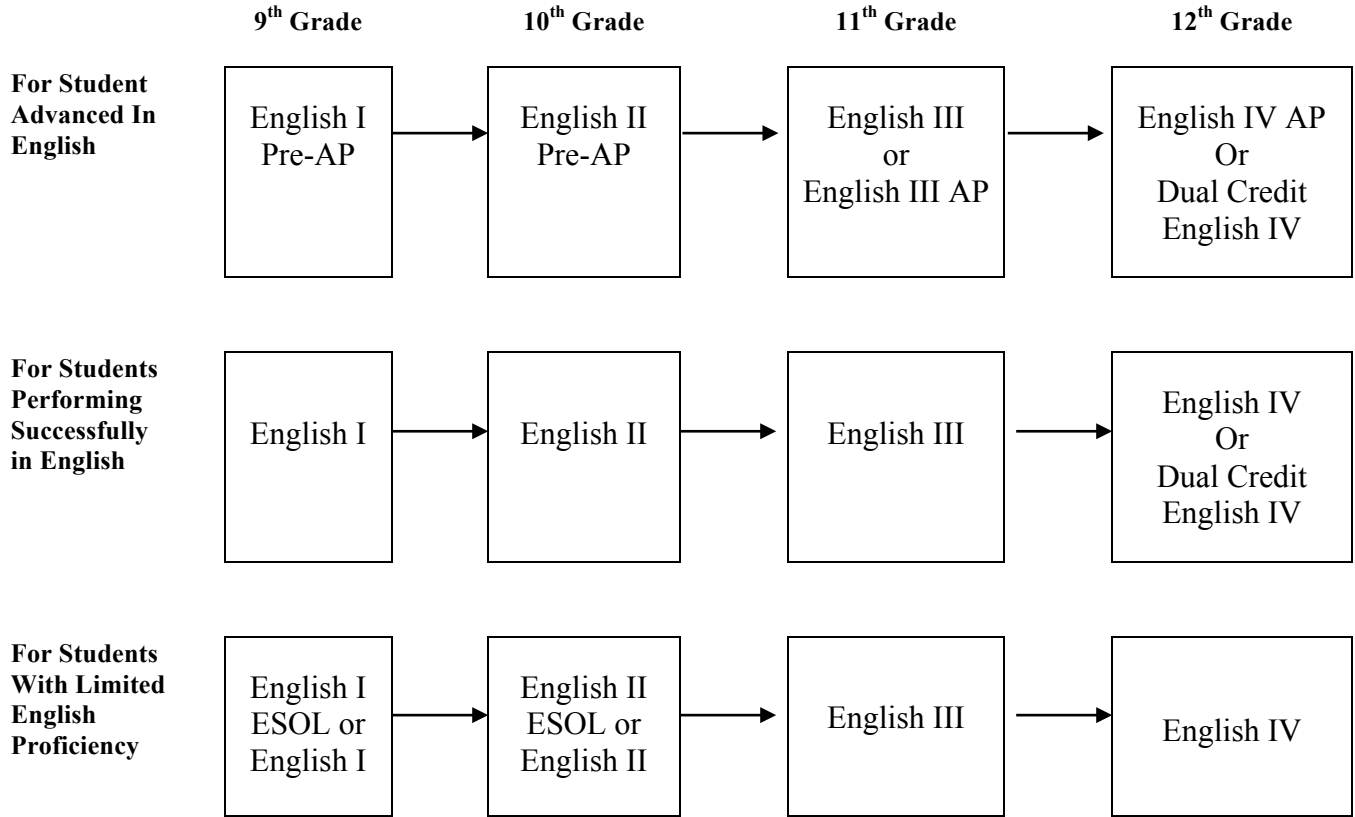 9th Grade 10th Grade 11th Grade 12th Grade
For Student
Advanced In
English
English I
Pre-AP
English II
Pre-AP
English III
or
English III AP
English IV AP
Or
Dual Credit
English IV
For Students
Performing
Successfully
in English
English I
English II
English III
English IV
Or
Dual Credit
English IV
For Students
With Limited
English
Proficiency
English I
ESOL or
English I
English II
ESOL or
English II
English III
English IV